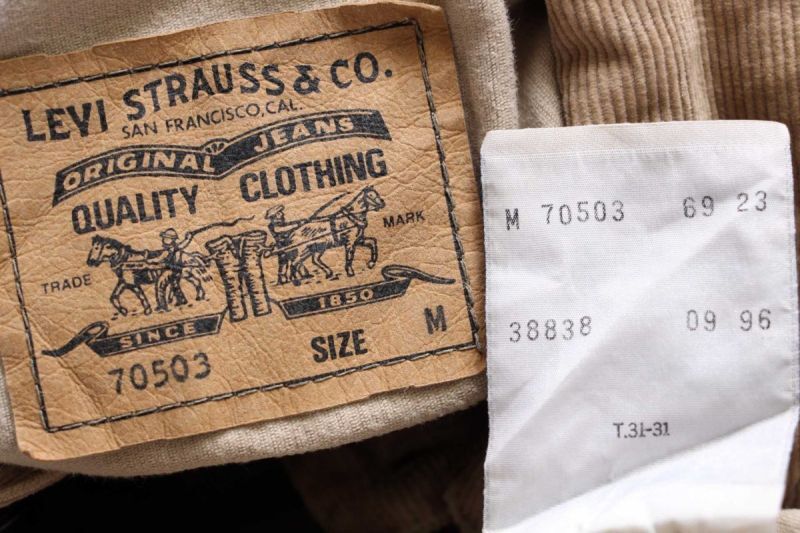 LEVI STRAUSS & CO.
SAN FRANCISCO, CAL.
ORIGINAL JEANS
QUALITY CLOTHING
TRADE MARK
SINCE 1850
70503 SIZE M
M 70503 69 23
38838 09 96
T.31-31